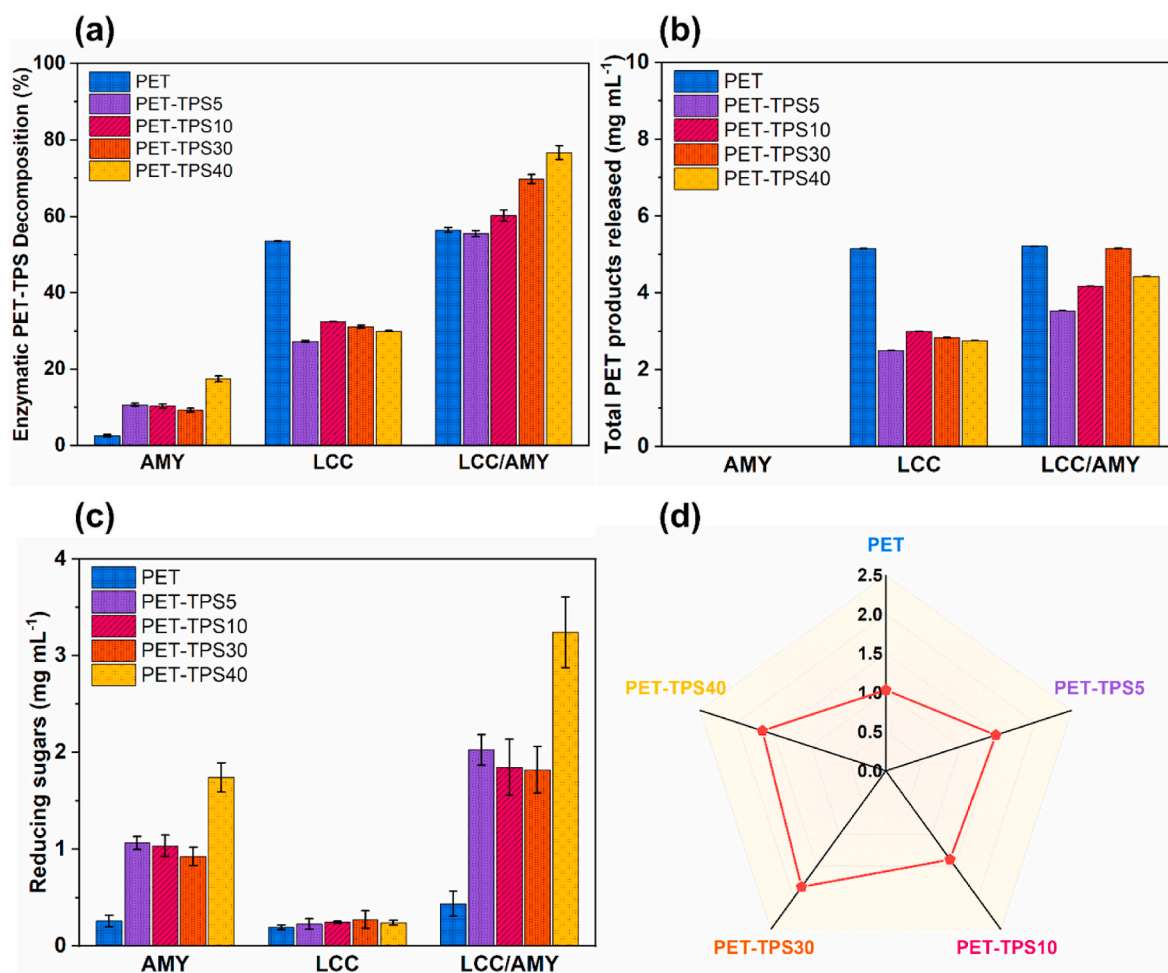 (a)
Enzymatic PET-TPS Decomposition (%)
100
80
60
40
20
0
PET
PET-TPS5
PET-TPS10
PET-TPS30
PET-TPS40
AMY
LCC
LCC/AMY
(b)
Total PET products released (mg mL⁻¹)
10
8
6
4
2
0
PET
PET-TPS5
PET-TPS10
PET-TPS30
PET-TPS40
AMY
LCC
LCC/AMY
(c)
Reducing sugars (mg mL⁻¹)
4
3
2
1
0
PET
PET-TPS5
PET-TPS10
PET-TPS30
PET-TPS40
AMY
LCC
LCC/AMY
(d)
PET
2.5
2.0
1.5
1.0
0.5
0.0
PET-TPS40
PET-TPS5
PET-TPS30
PET-TPS10